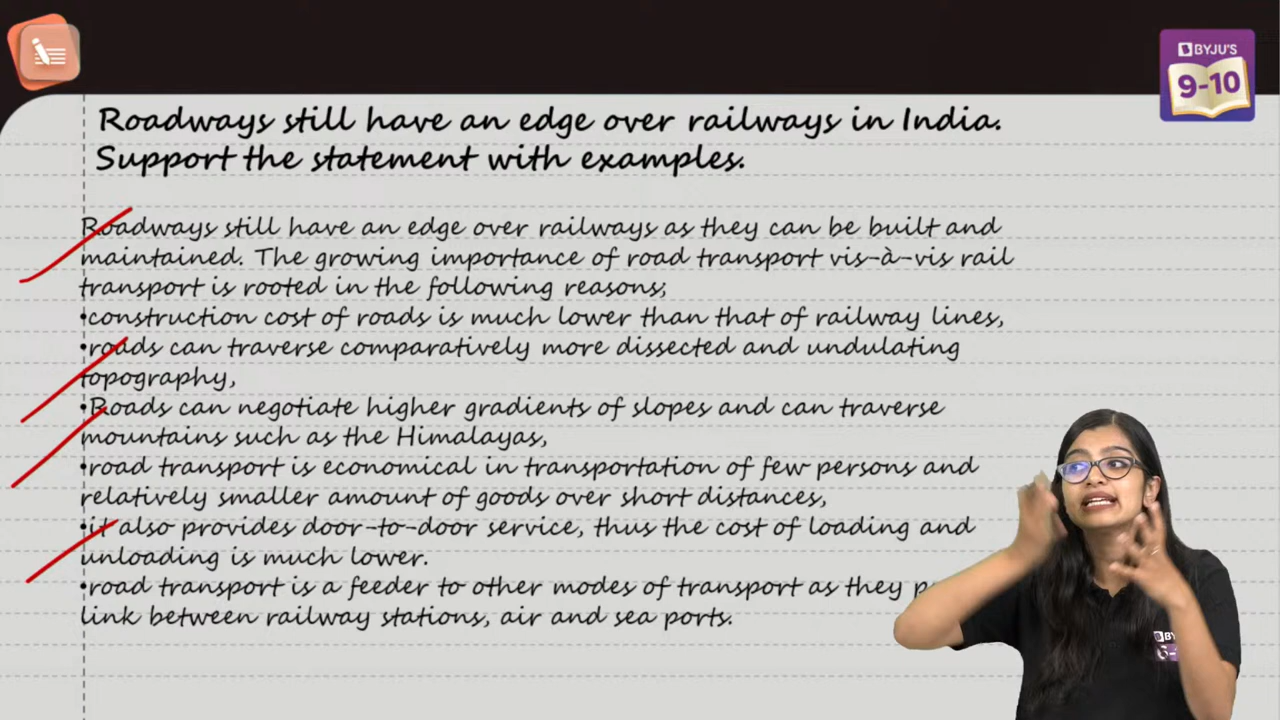 BYJU'S
9-10
Roadways still have an edge over railways in India.
Support the statement with examples.
Roadways still have an edge over railways as they can be built and
maintained. The growing importance of road transport vis-à-vis rail
transport is rooted in the following reasons;
•construction cost of roads is much lower than that of railway lines,
•roads can traverse comparatively more dissected and undulating
topography,
•Roads can negotiate higher gradients of slopes and can traverse
mountains such as the Himalayas,
•road transport is economical in transportation of few persons and
relatively smaller amount of goods over short distances,
•it also provides door-to-door service, thus the cost of loading and
unloading is much lower.
•road transport is a feeder to other modes of transport as they
link between railway stations, air and sea ports.